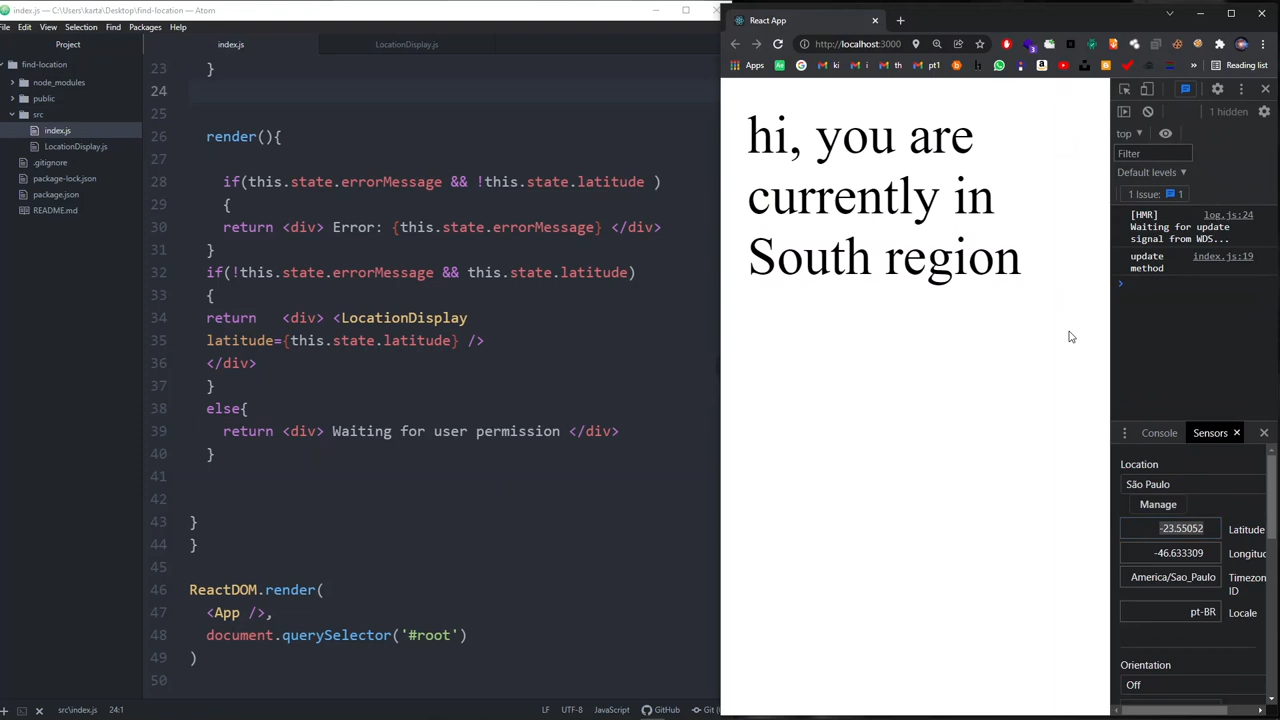 index.js — C:\Users\karta\Desktop\find-location — Atom
File Edit View Selection Find Packages Help
Project
find-location
node_modules
public
src
index.js
LocationDisplay.js
.gitignore
package-lock.json
package.json
README.md
index.js LocationDisplay.js
23 }
24
25
26 render(){
27
28 if(this.state.errorMessage && !this.state.latitude )
29 {
30 return <div> Error: {this.state.errorMessage} </div>
31 }
32 if(!this.state.errorMessage && this.state.latitude)
33 {
34 return <div> <LocationDisplay
35 latitude={this.state.latitude} />
36 </div>
37 }
38 else{
39 return <div> Waiting for user permission </div>
40 }
41
42
43 }
44 }
45
46 ReactDOM.render(
47 <App />,
48 document.querySelector('#root')
49 )
50
src\index.js 24:1 LF UTF-8 JavaScript GitHub Git (
React App
http://localhost:3000
Apps ki i th pt1 » Reading list
hi, you are
currently in
South region
1 hidden
top
Filter
Default levels
1 Issue: 1
[HMR] log.js:24
Waiting for update
signal from WDS...
update index.js:19
method
Console Sensors
Location
São Paulo
Manage
-23.55052 Latitude
-46.633309 Longitud
America/Sao_Paulo Timezon
ID
pt-BR Locale
Orientation
Off